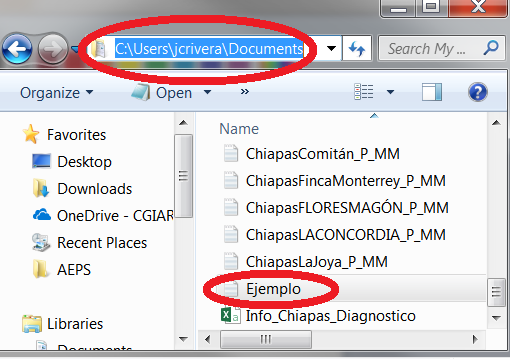 C:\Users\jcrivera\Documents
Search My ...
Organize
Open
»
Favorites
Desktop
Downloads
OneDrive - CGIAR
Recent Places
AEPS
Libraries
Documents
Name
ChiapasComitán_P_MM
ChiapasFincaMonterrey_P_MM
ChiapasFLORESMAGÓN_P_MM
ChiapasLACONCORDIA_P_MM
ChiapasLaJoya_P_MM
Ejemplo
Info_Chiapas_Diagnostico